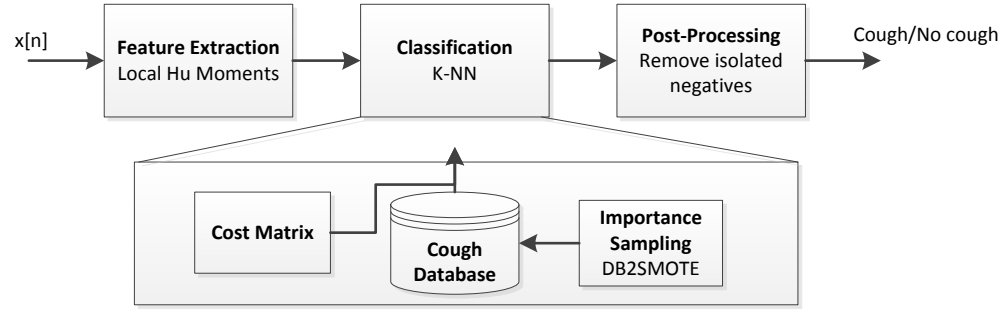 x[n]
Feature Extraction
Local Hu Moments
Classification
K-NN
Post-Processing
Remove isolated
negatives
Cough/No cough
Cost Matrix
Cough
Database
Importance
Sampling
DB2SMOTE